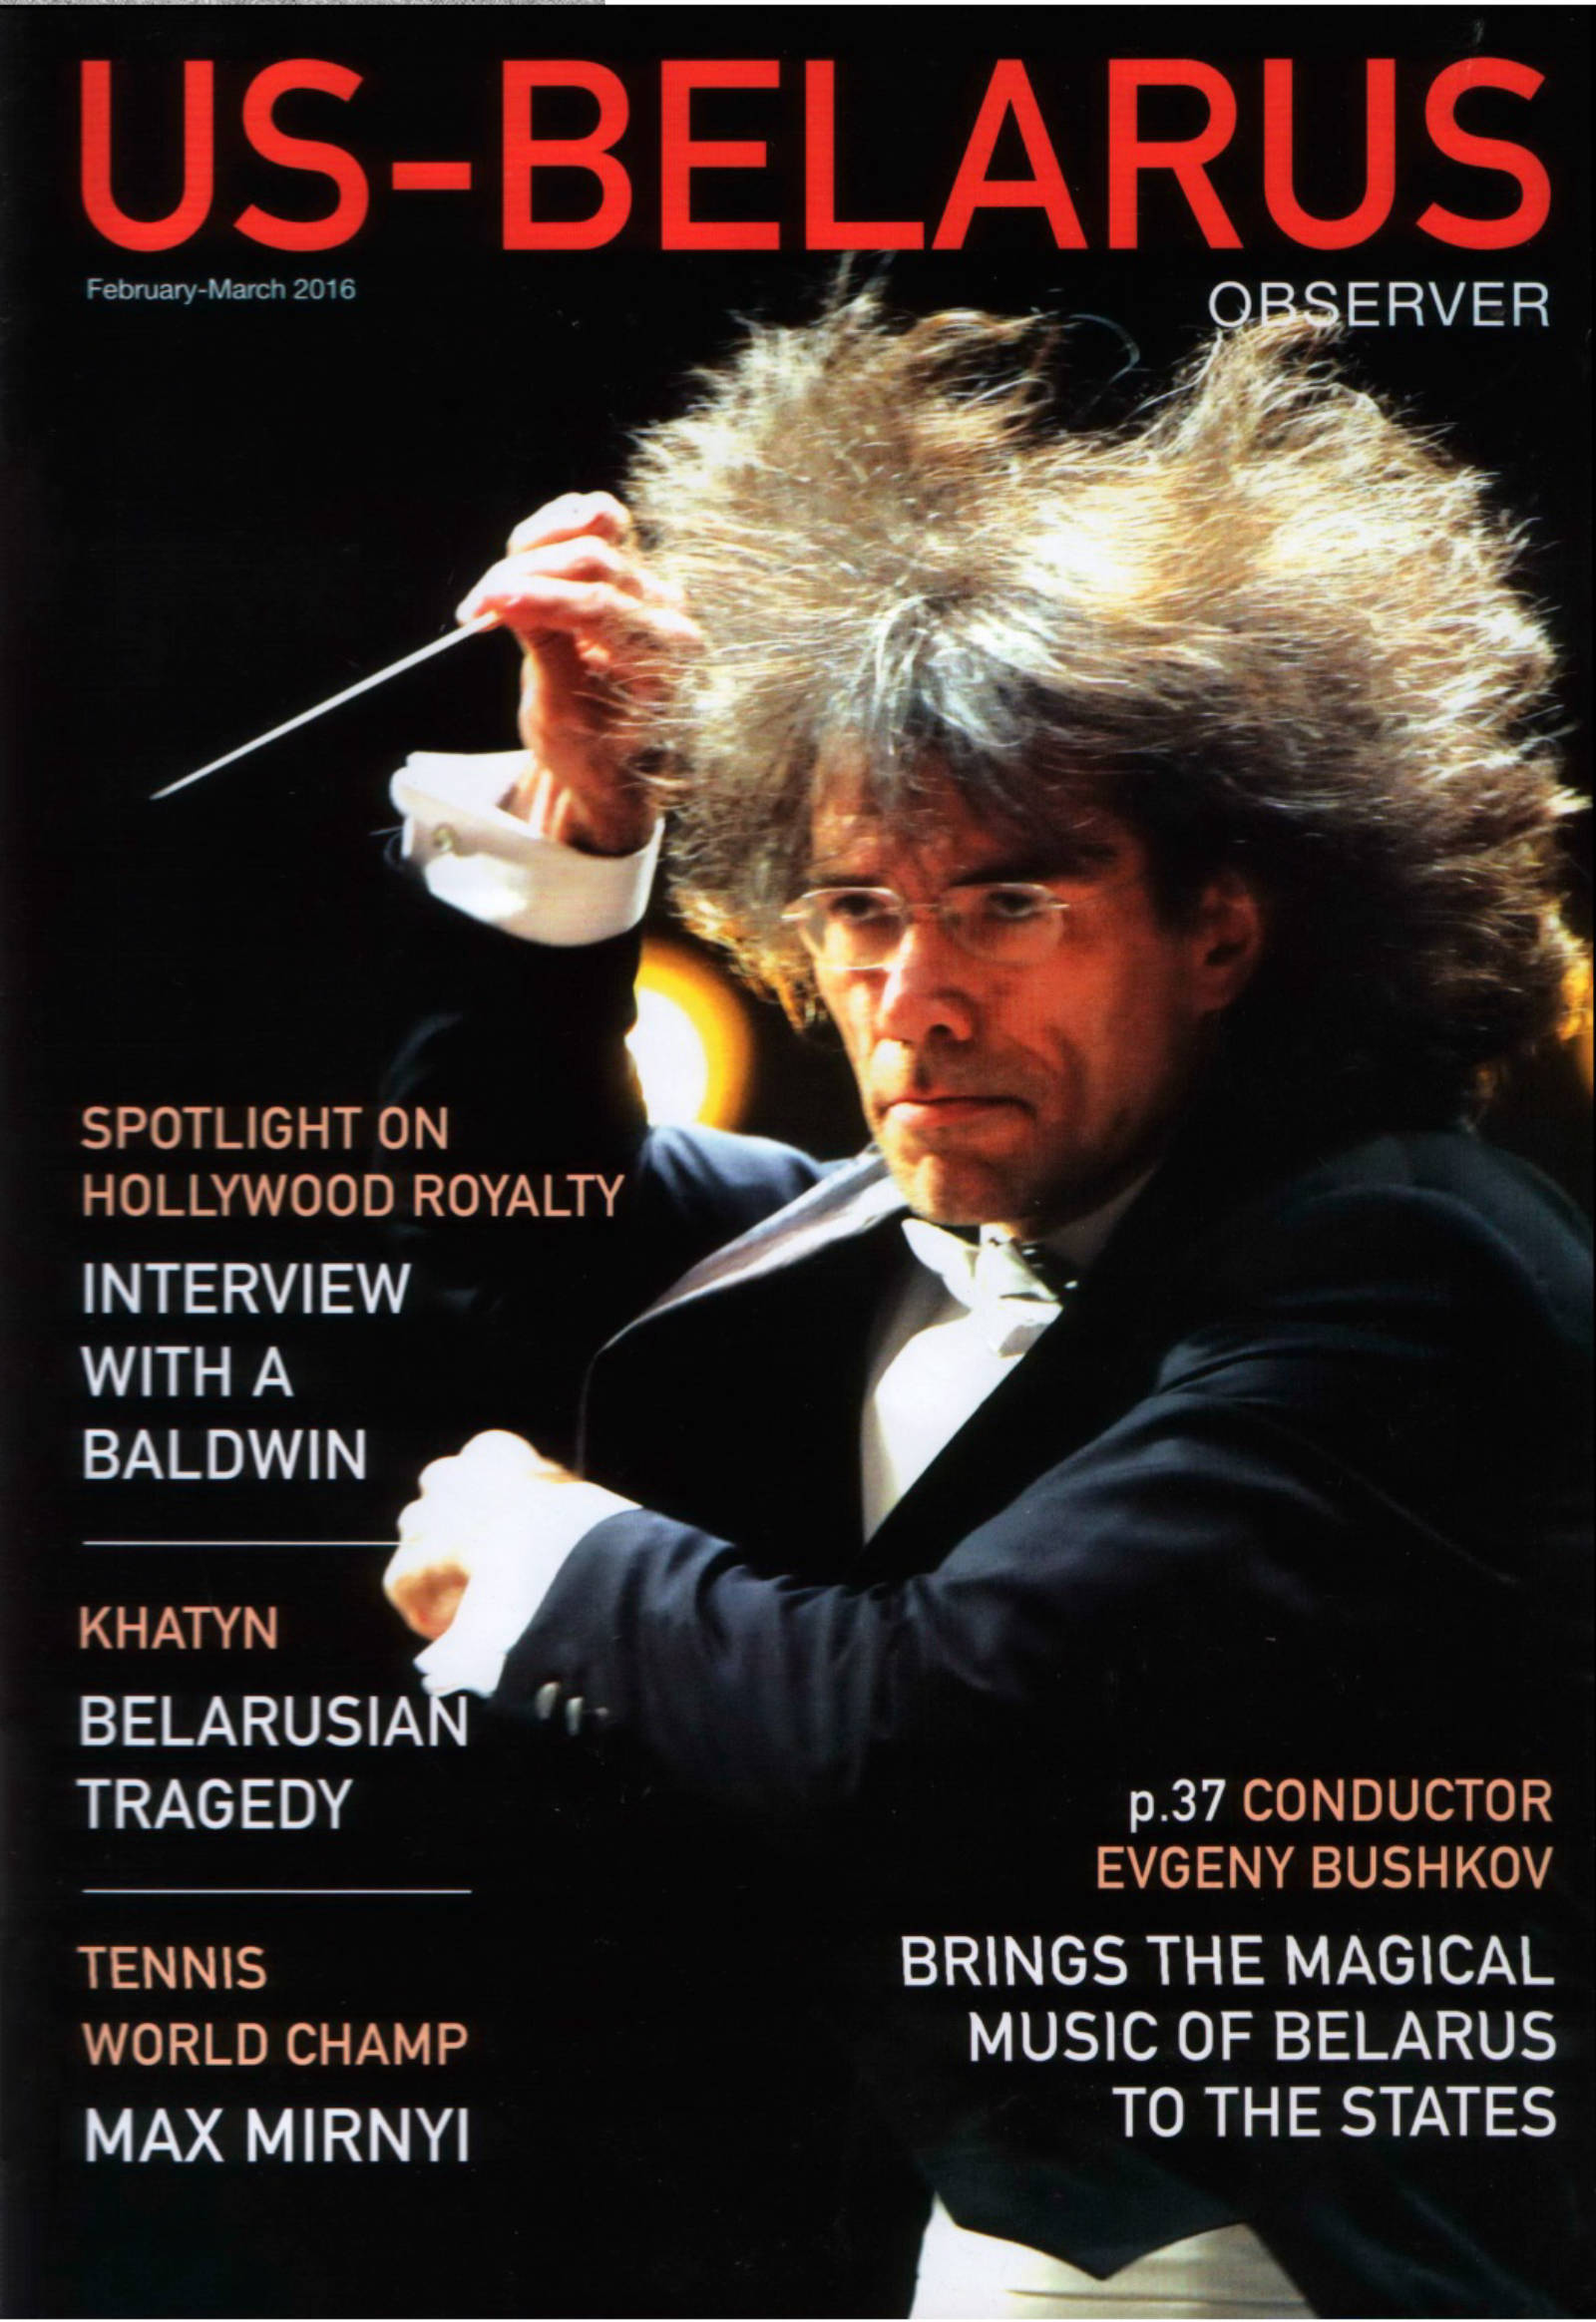 US-BELARUS
February-March 2016
OBSERVER
SPOTLIGHT ON
HOLLYWOOD ROYALTY
INTERVIEW
WITH A
BALDWIN
KHATYN
BELARUSIAN
TRAGEDY
TENNIS
WORLD CHAMP
MAX MIRNYI
p.37 CONDUCTOR
EVGENY BUSHKOV
BRINGS THE MAGICAL
MUSIC OF BELARUS
TO THE STATES